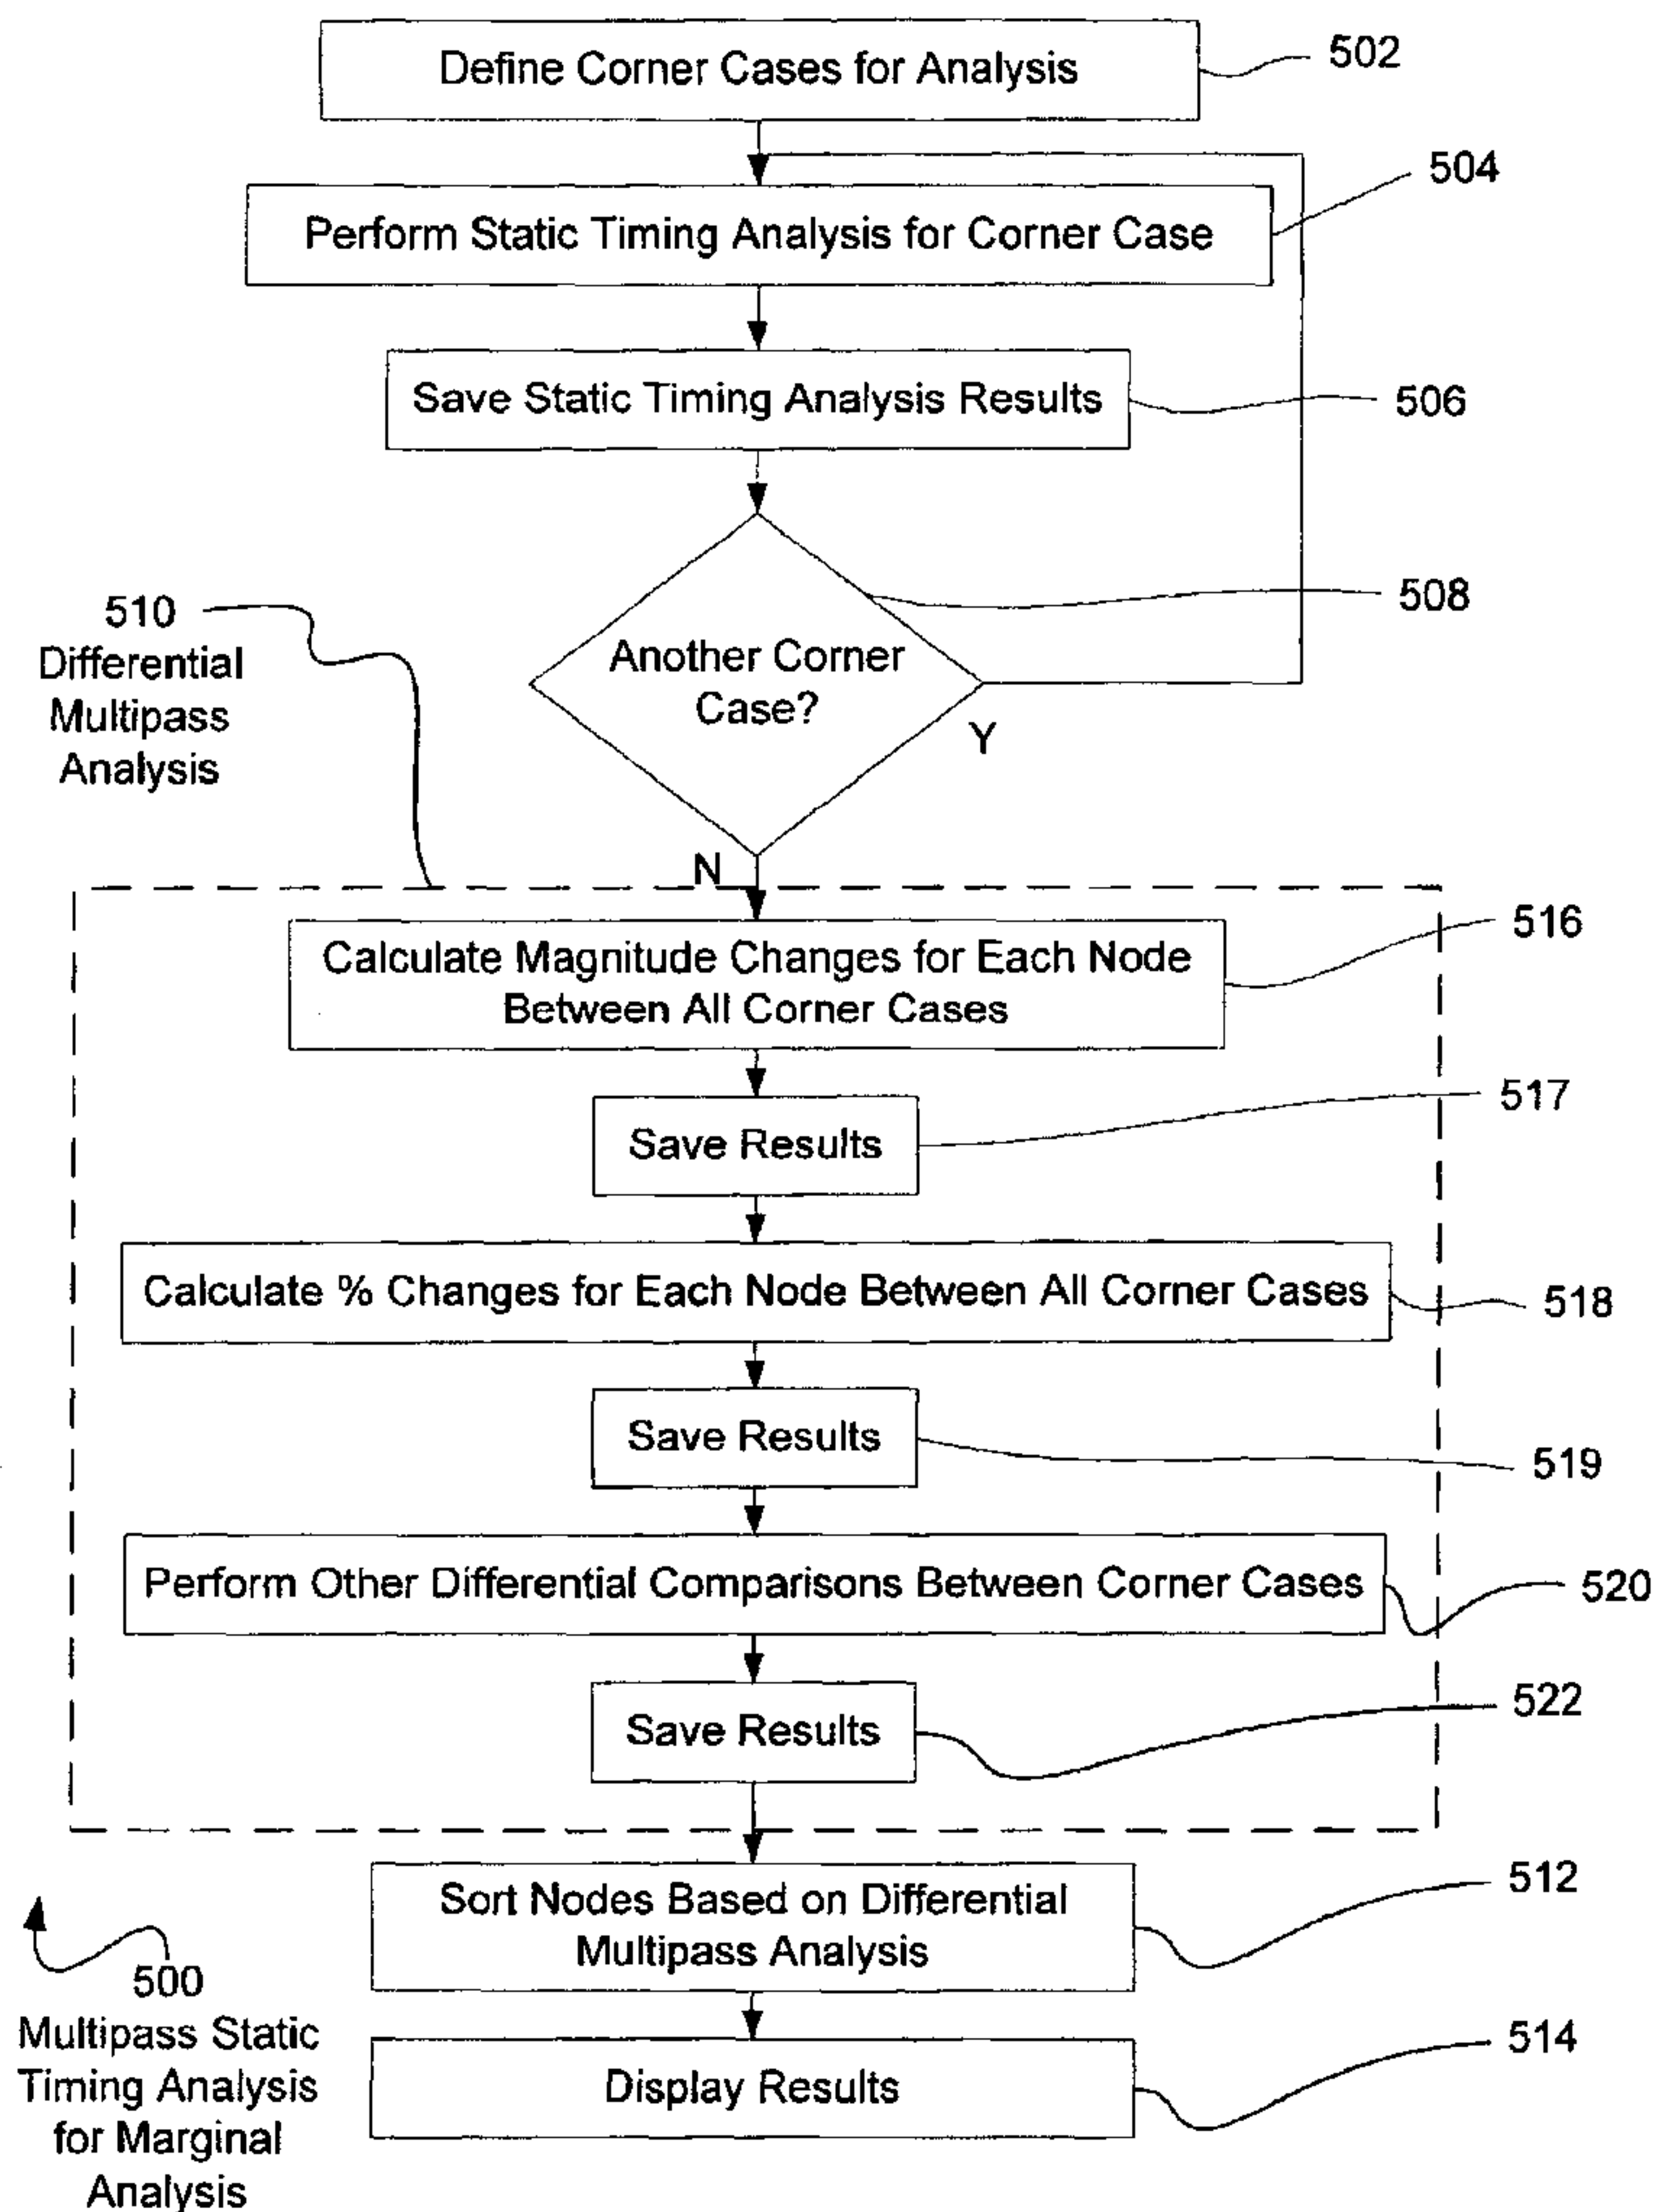 Define Corner Cases for Analysis
502
504
Perform Static Timing Analysis for Corner Case
Save Static Timing Analysis Results
506
508
Another Corner
Case?
Y
N
510
Differential
Multipass
Analysis
Calculate Magnitude Changes for Each Node
Between All Corner Cases
516
Save Results
517
Calculate % Changes for Each Node Between All Corner Cases
518
Save Results
519
Perform Other Differential Comparisons Between Corner Cases
520
Save Results
522
Sort Nodes Based on Differential
Multipass Analysis
512
Display Results
514
500
Multipass Static
Timing Analysis
for Marginal
Analysis